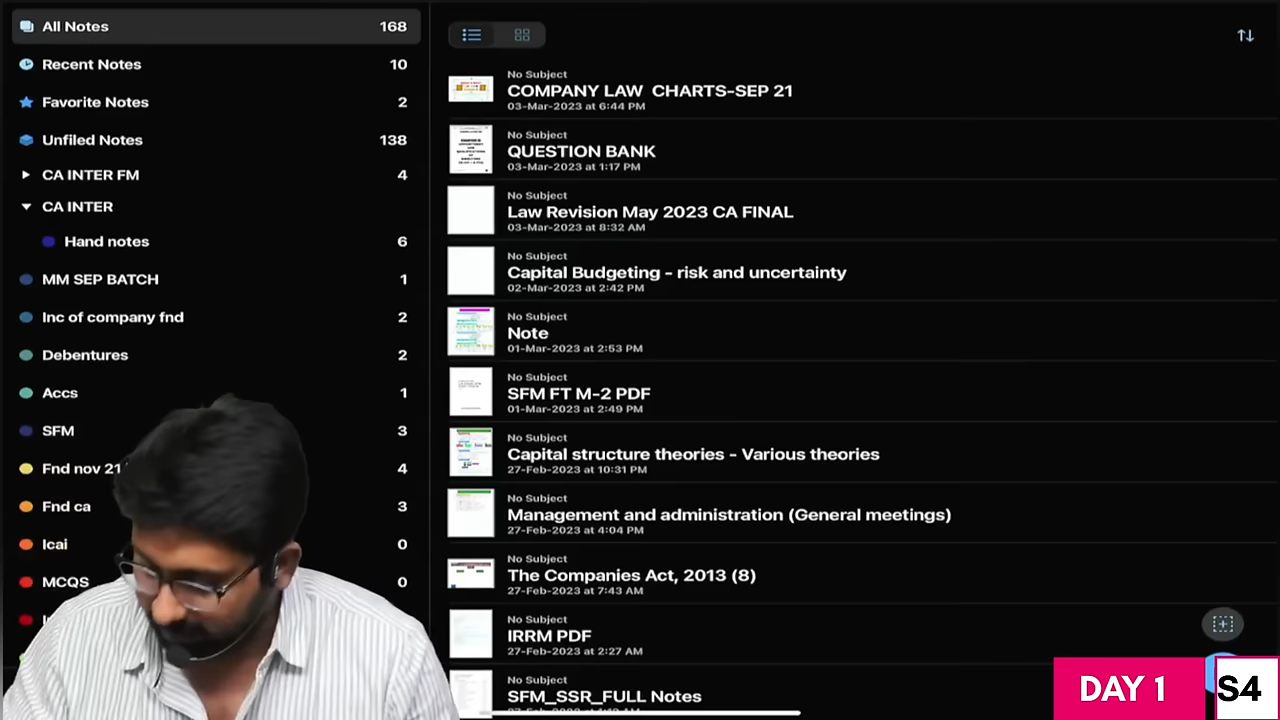 All Notes 168
Recent Notes 10
Favorite Notes 2
Unfiled Notes 138
CA INTER FM 4
CA INTER
Hand notes 6
MM SEP BATCH 1
Inc of company fnd 2
Debentures 2
Accs 1
SFM 3
Fnd nov 21 4
Fnd ca 3
Icai 0
MCQS 0
No Subject
COMPANY LAW CHARTS-SEP 21
03-Mar-2023 at 6:44 PM
No Subject
QUESTION BANK
03-Mar-2023 at 1:17 PM
No Subject
Law Revision May 2023 CA FINAL
03-Mar-2023 at 8:32 AM
No Subject
Capital Budgeting - risk and uncertainty
02-Mar-2023 at 2:42 PM
No Subject
Note
01-Mar-2023 at 2:53 PM
No Subject
SFM FT M-2 PDF
01-Mar-2023 at 2:49 PM
No Subject
Capital structure theories - Various theories
27-Feb-2023 at 10:31 PM
No Subject
Management and administration (General meetings)
27-Feb-2023 at 4:04 PM
No Subject
The Companies Act, 2013 (8)
27-Feb-2023 at 7:43 AM
No Subject
IRRM PDF
27-Feb-2023 at 2:27 AM
No Subject
SFM_SSR_FULL Notes
DAY 1
S4